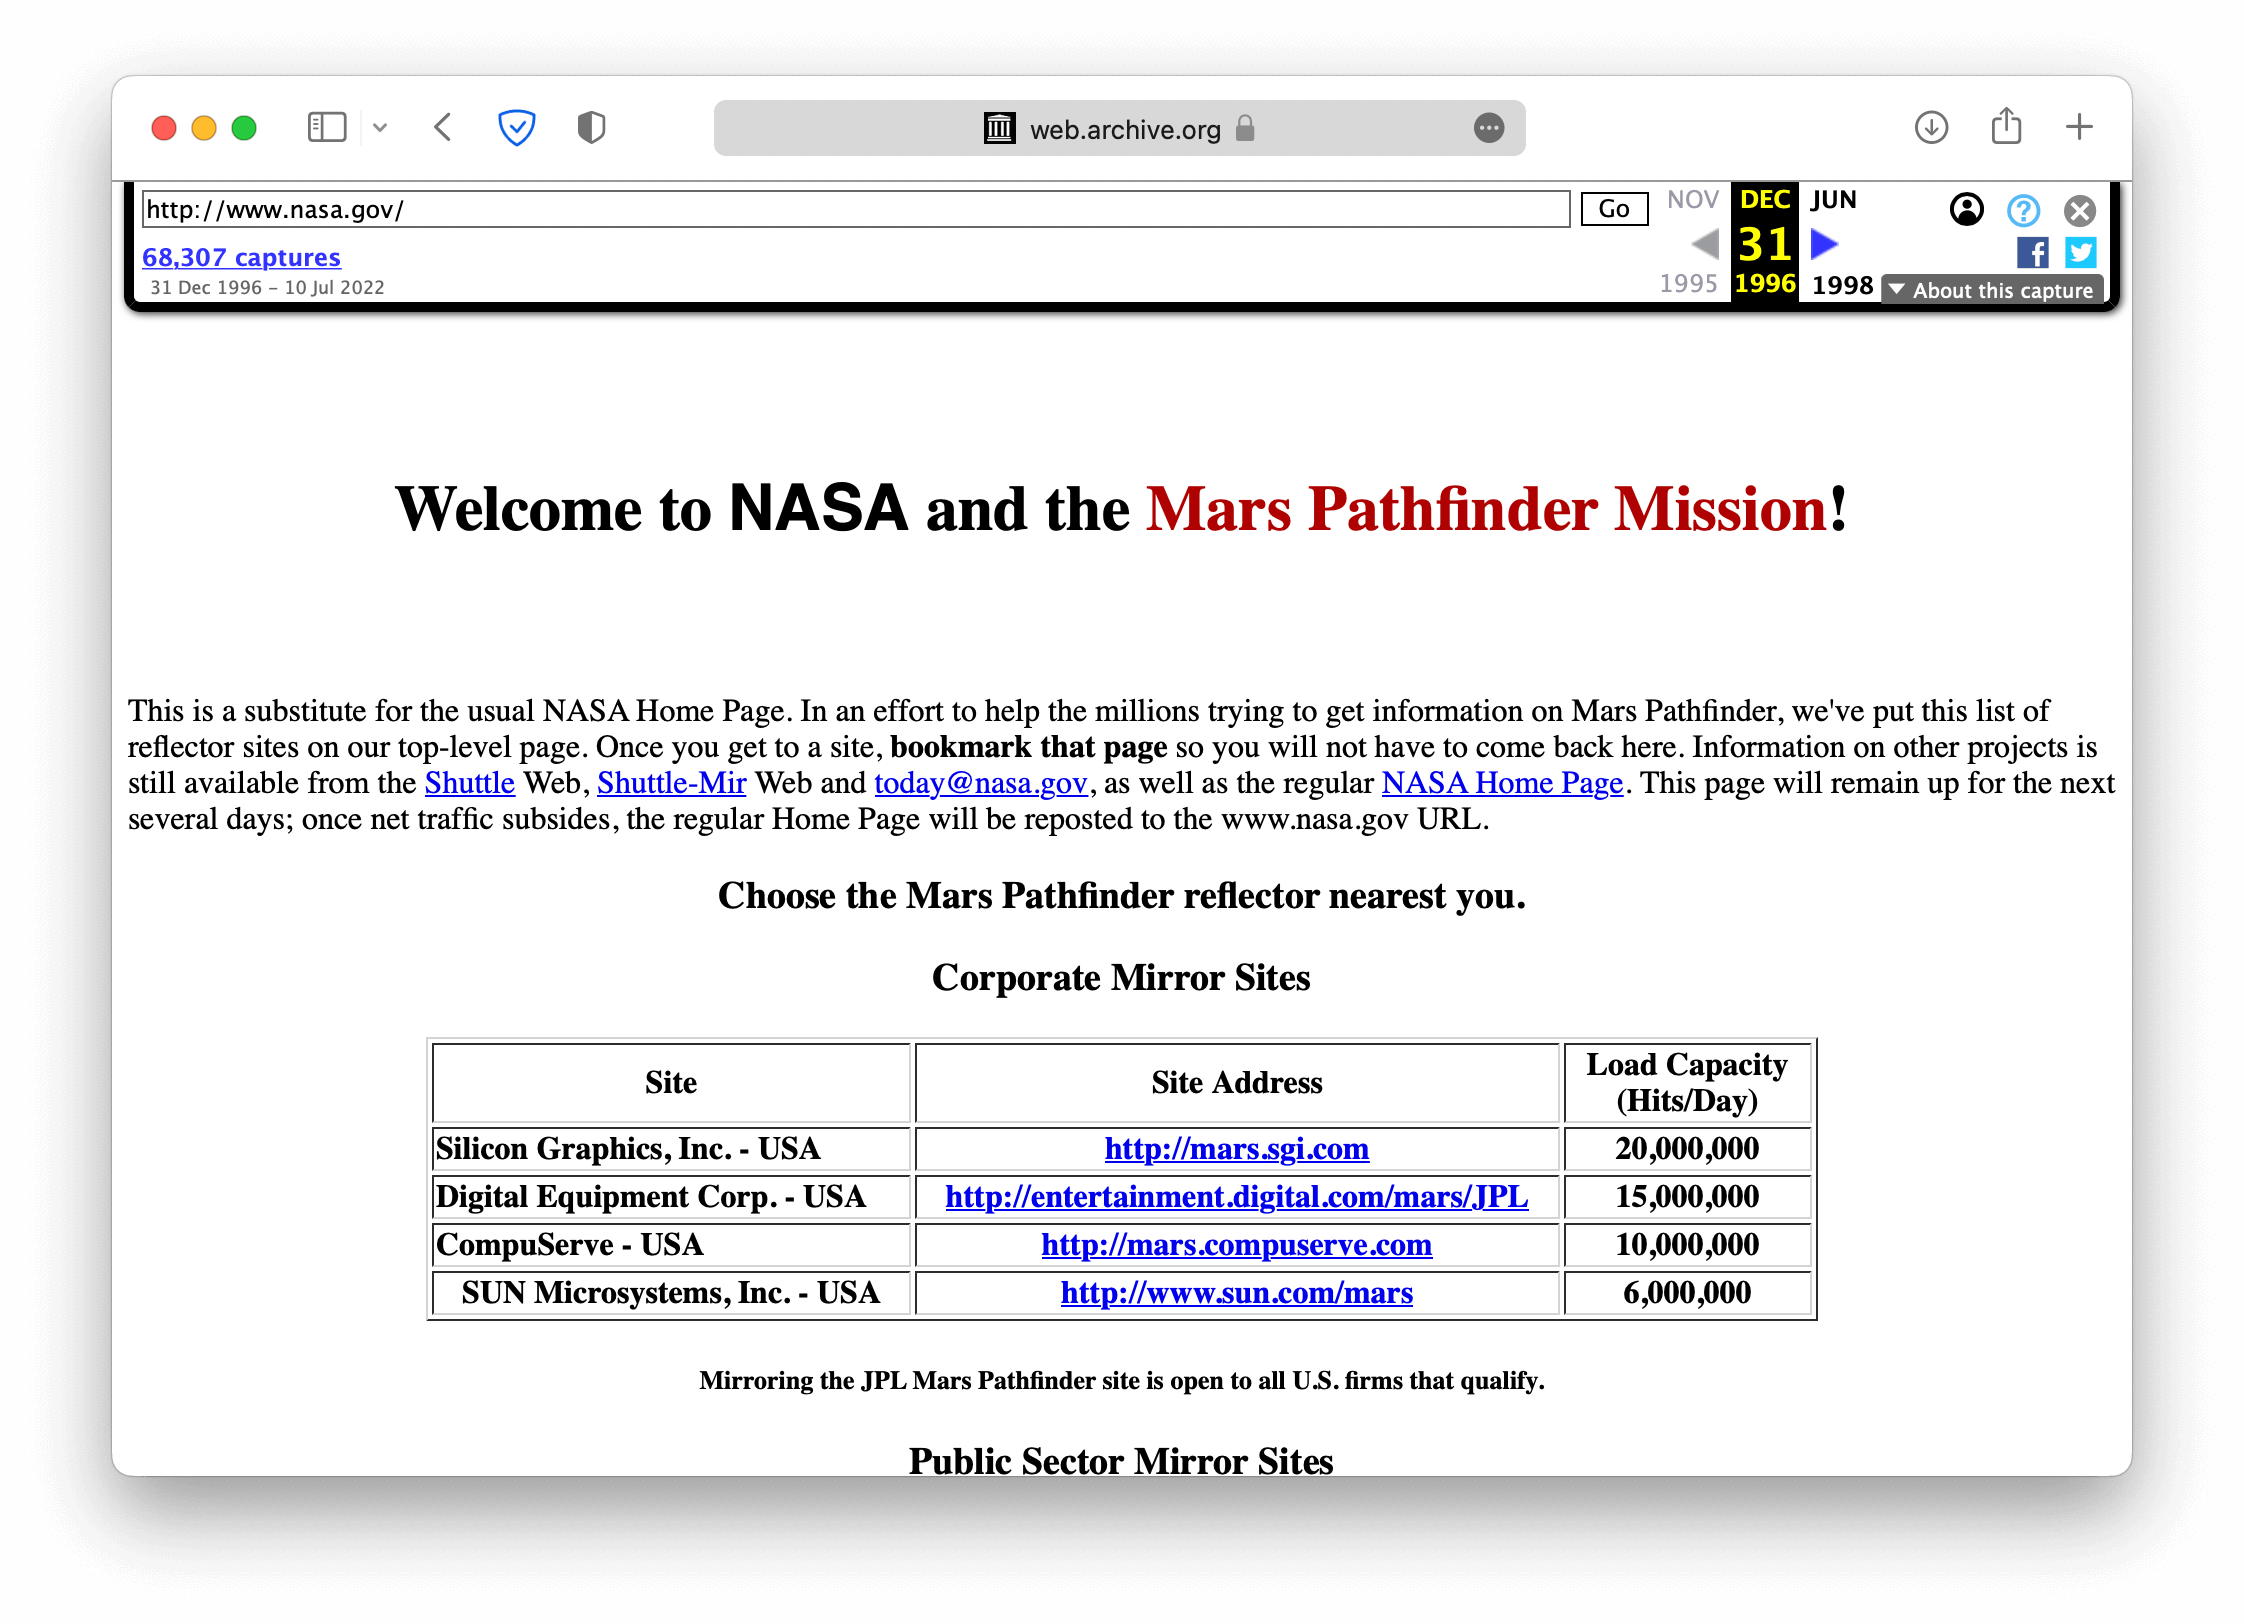 web.archive.org
http://www.nasa.gov/
Go
NOV
DEC
JUN
68,307 captures
31
31 Dec 1996 – 10 Jul 2022
1995
1996
1998
About this capture
Welcome to NASA and the Mars Pathfinder Mission!
This is a substitute for the usual NASA Home Page. In an effort to help the millions trying to get information on Mars Pathfinder, we've put this list of
reflector sites on our top-level page. Once you get to a site, bookmark that page so you will not have to come back here. Information on other projects is
still available from the Shuttle Web, Shuttle-Mir Web and today@nasa.gov, as well as the regular NASA Home Page. This page will remain up for the next
several days; once net traffic subsides, the regular Home Page will be reposted to the www.nasa.gov URL.
Choose the Mars Pathfinder reflector nearest you.
Corporate Mirror Sites
Site Site Address Load Capacity
(Hits/Day)
Silicon Graphics, Inc. - USA http://mars.sgi.com 20,000,000
Digital Equipment Corp. - USA http://entertainment.digital.com/mars/JPL 15,000,000
CompuServe - USA http://mars.compuserve.com 10,000,000
SUN Microsystems, Inc. - USA http://www.sun.com/mars 6,000,000
Mirroring the JPL Mars Pathfinder site is open to all U.S. firms that qualify.
Public Sector Mirror Sites